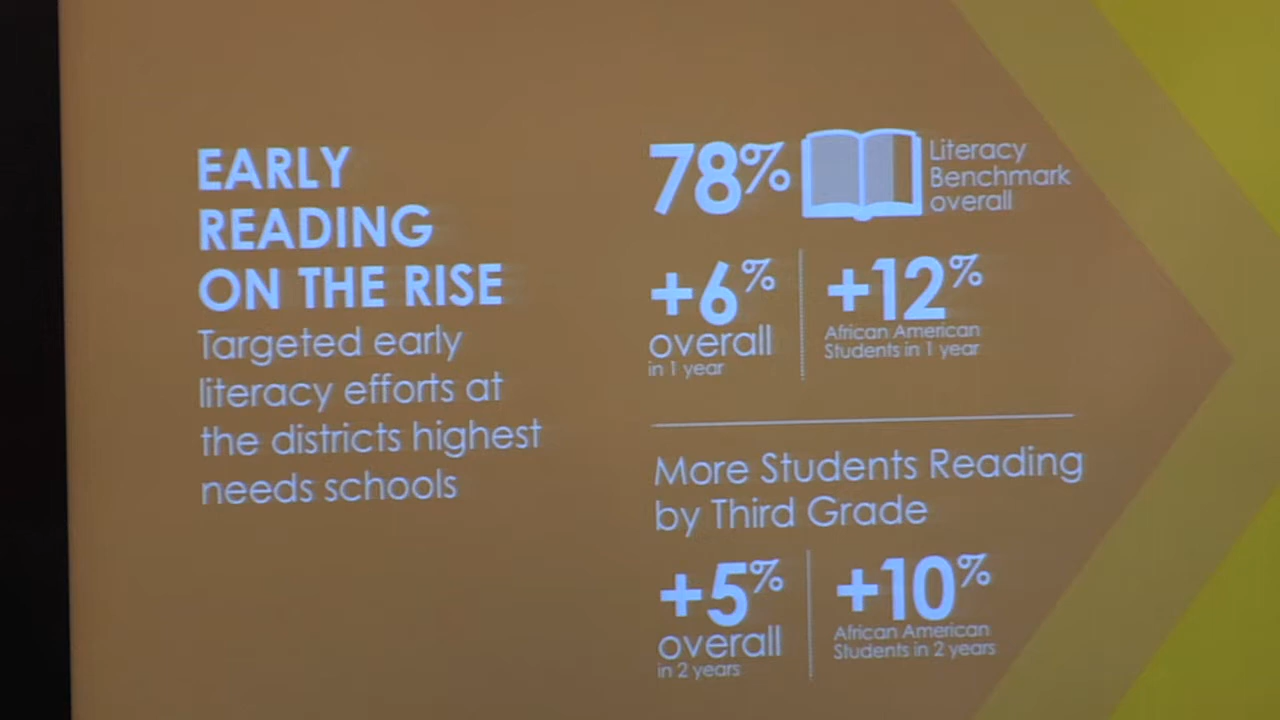 EARLY
READING
ON THE RISE
Targeted early
literacy efforts at
the districts highest
needs schools
78%
Literacy
Benchmark
overall
+6%
overall
in 1 year
+12%
African American
Students in 1 year
More Students Reading
by Third Grade
+5%
overall
in 2 years
+10%
African American
Students in 2 years